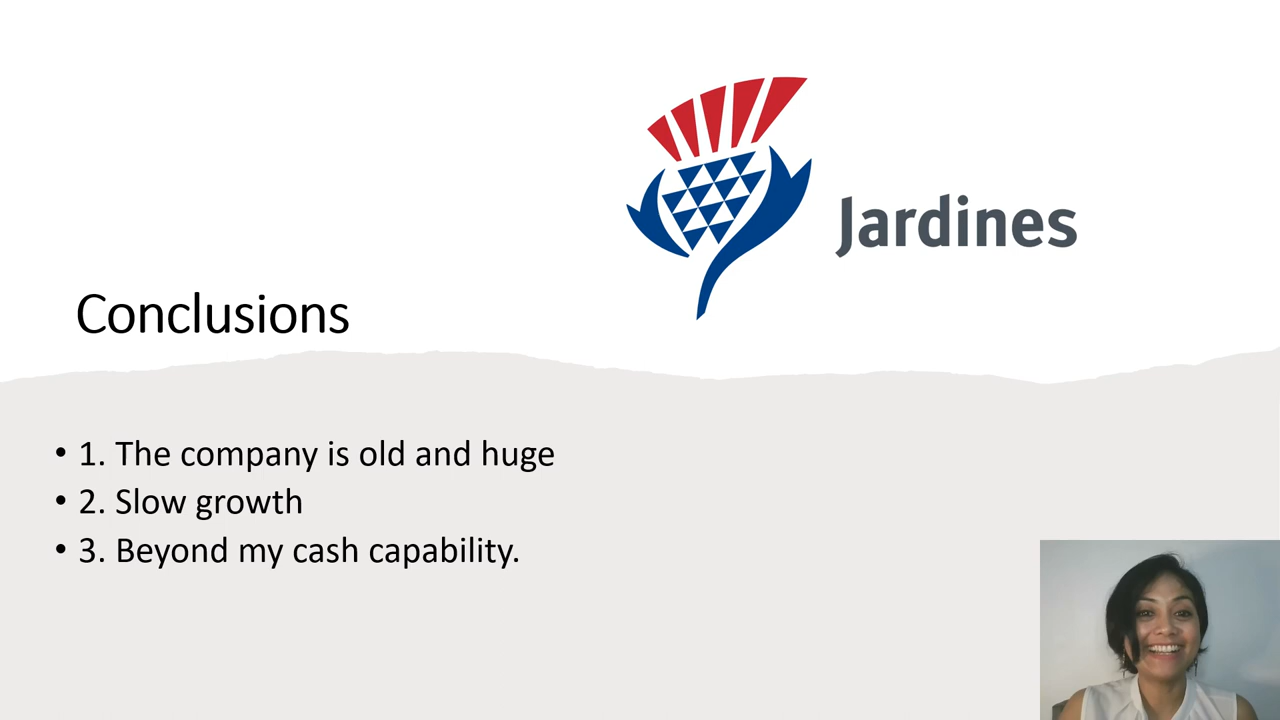 Jardines
Conclusions
• 1. The company is old and huge
• 2. Slow growth
• 3. Beyond my cash capability.